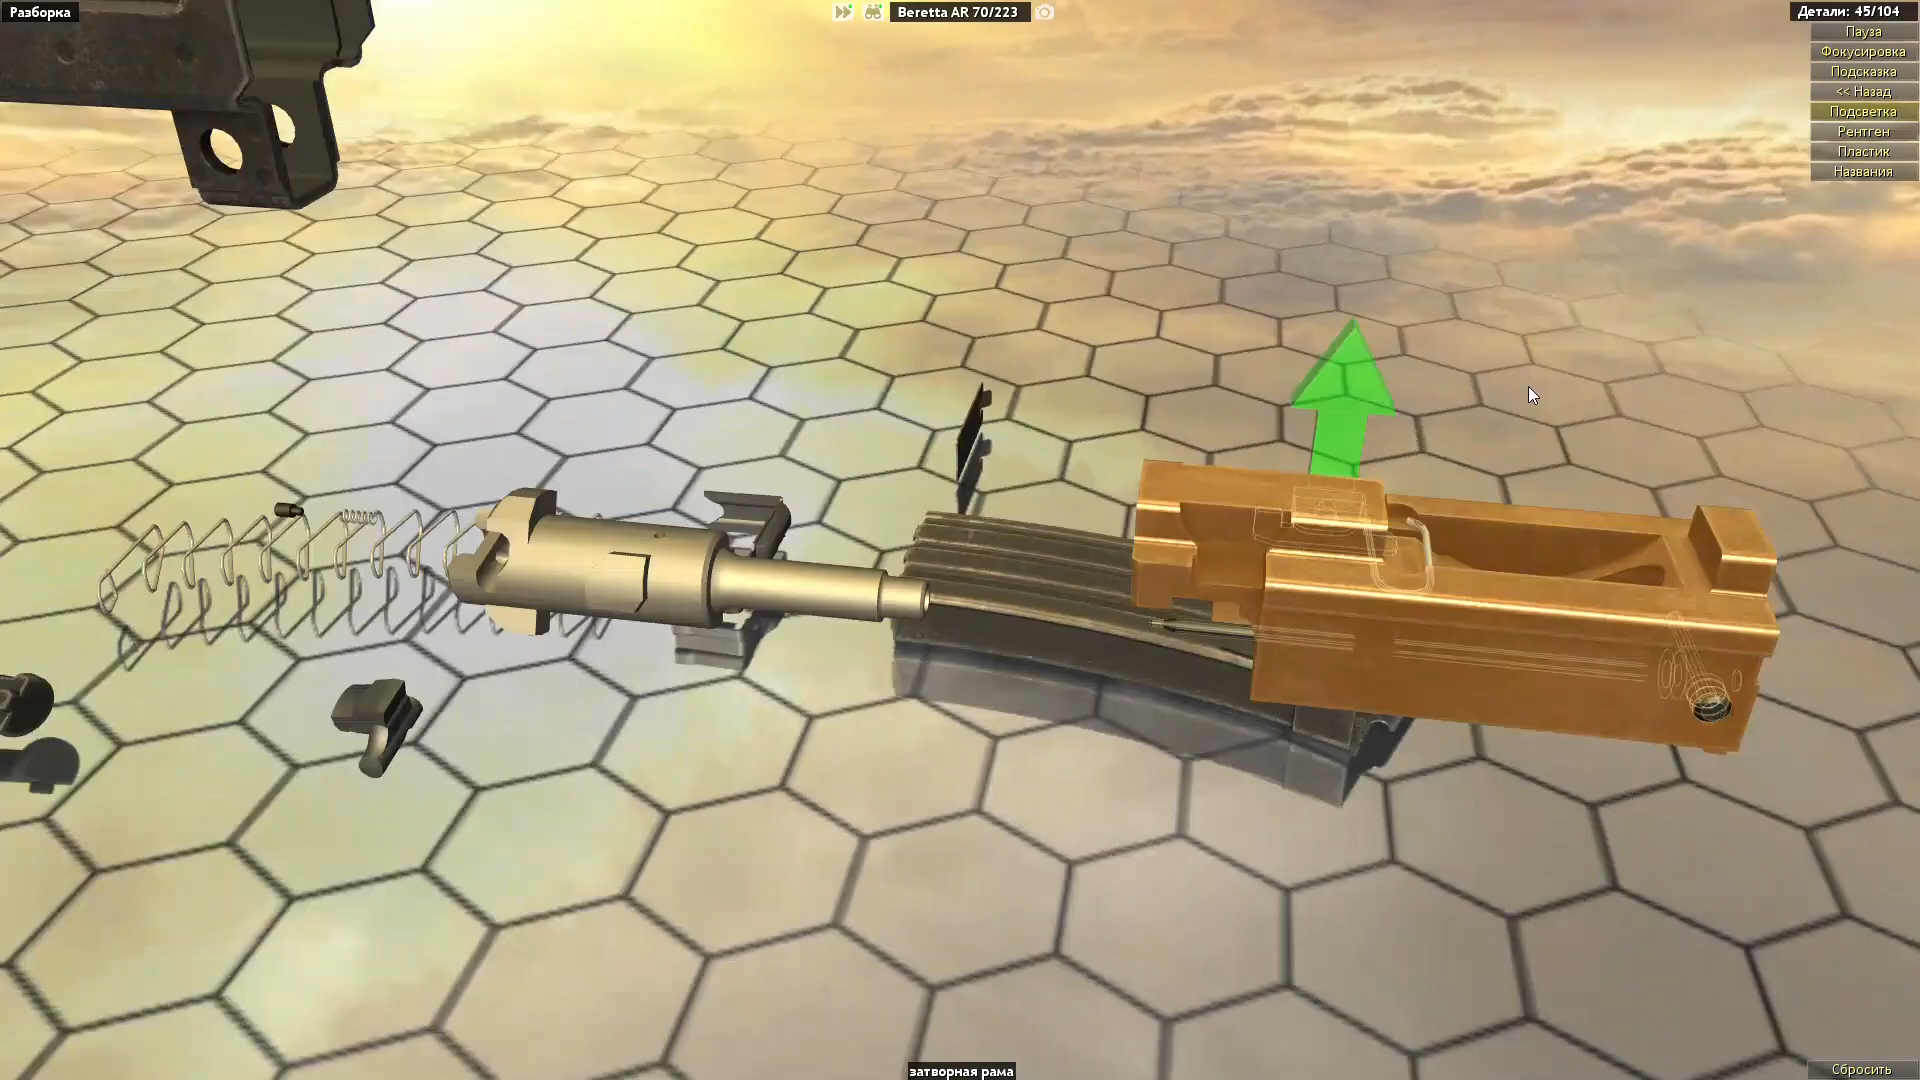 Разборка
Beretta AR 70/223
Детали: 45/104
Пауза
Фокусировка
Подсказка
<< Назад
Подсветка
Рентген
Пластик
Названия
затворная рама
Сбросить